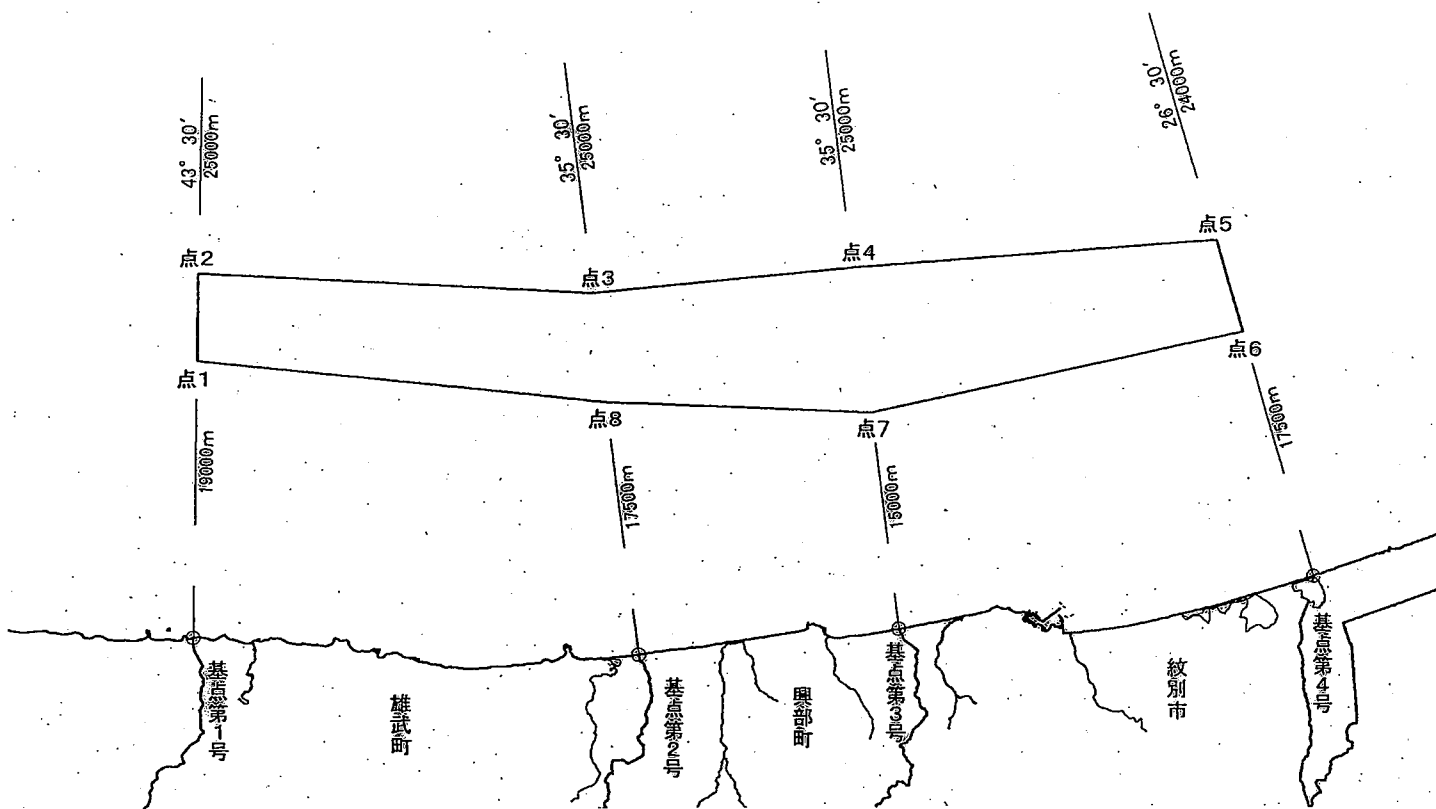 43° 30′
25000m
35° 30′
25000m
35° 30′
25000m
26° 30′
24000m
点2
点3
点4
点5
点1
点8
点7
点6
19000m
17500m
15000m
17500m
基点第1号
雄武町
基点第2号
興部町
基点第3号
紋別市
基点第4号